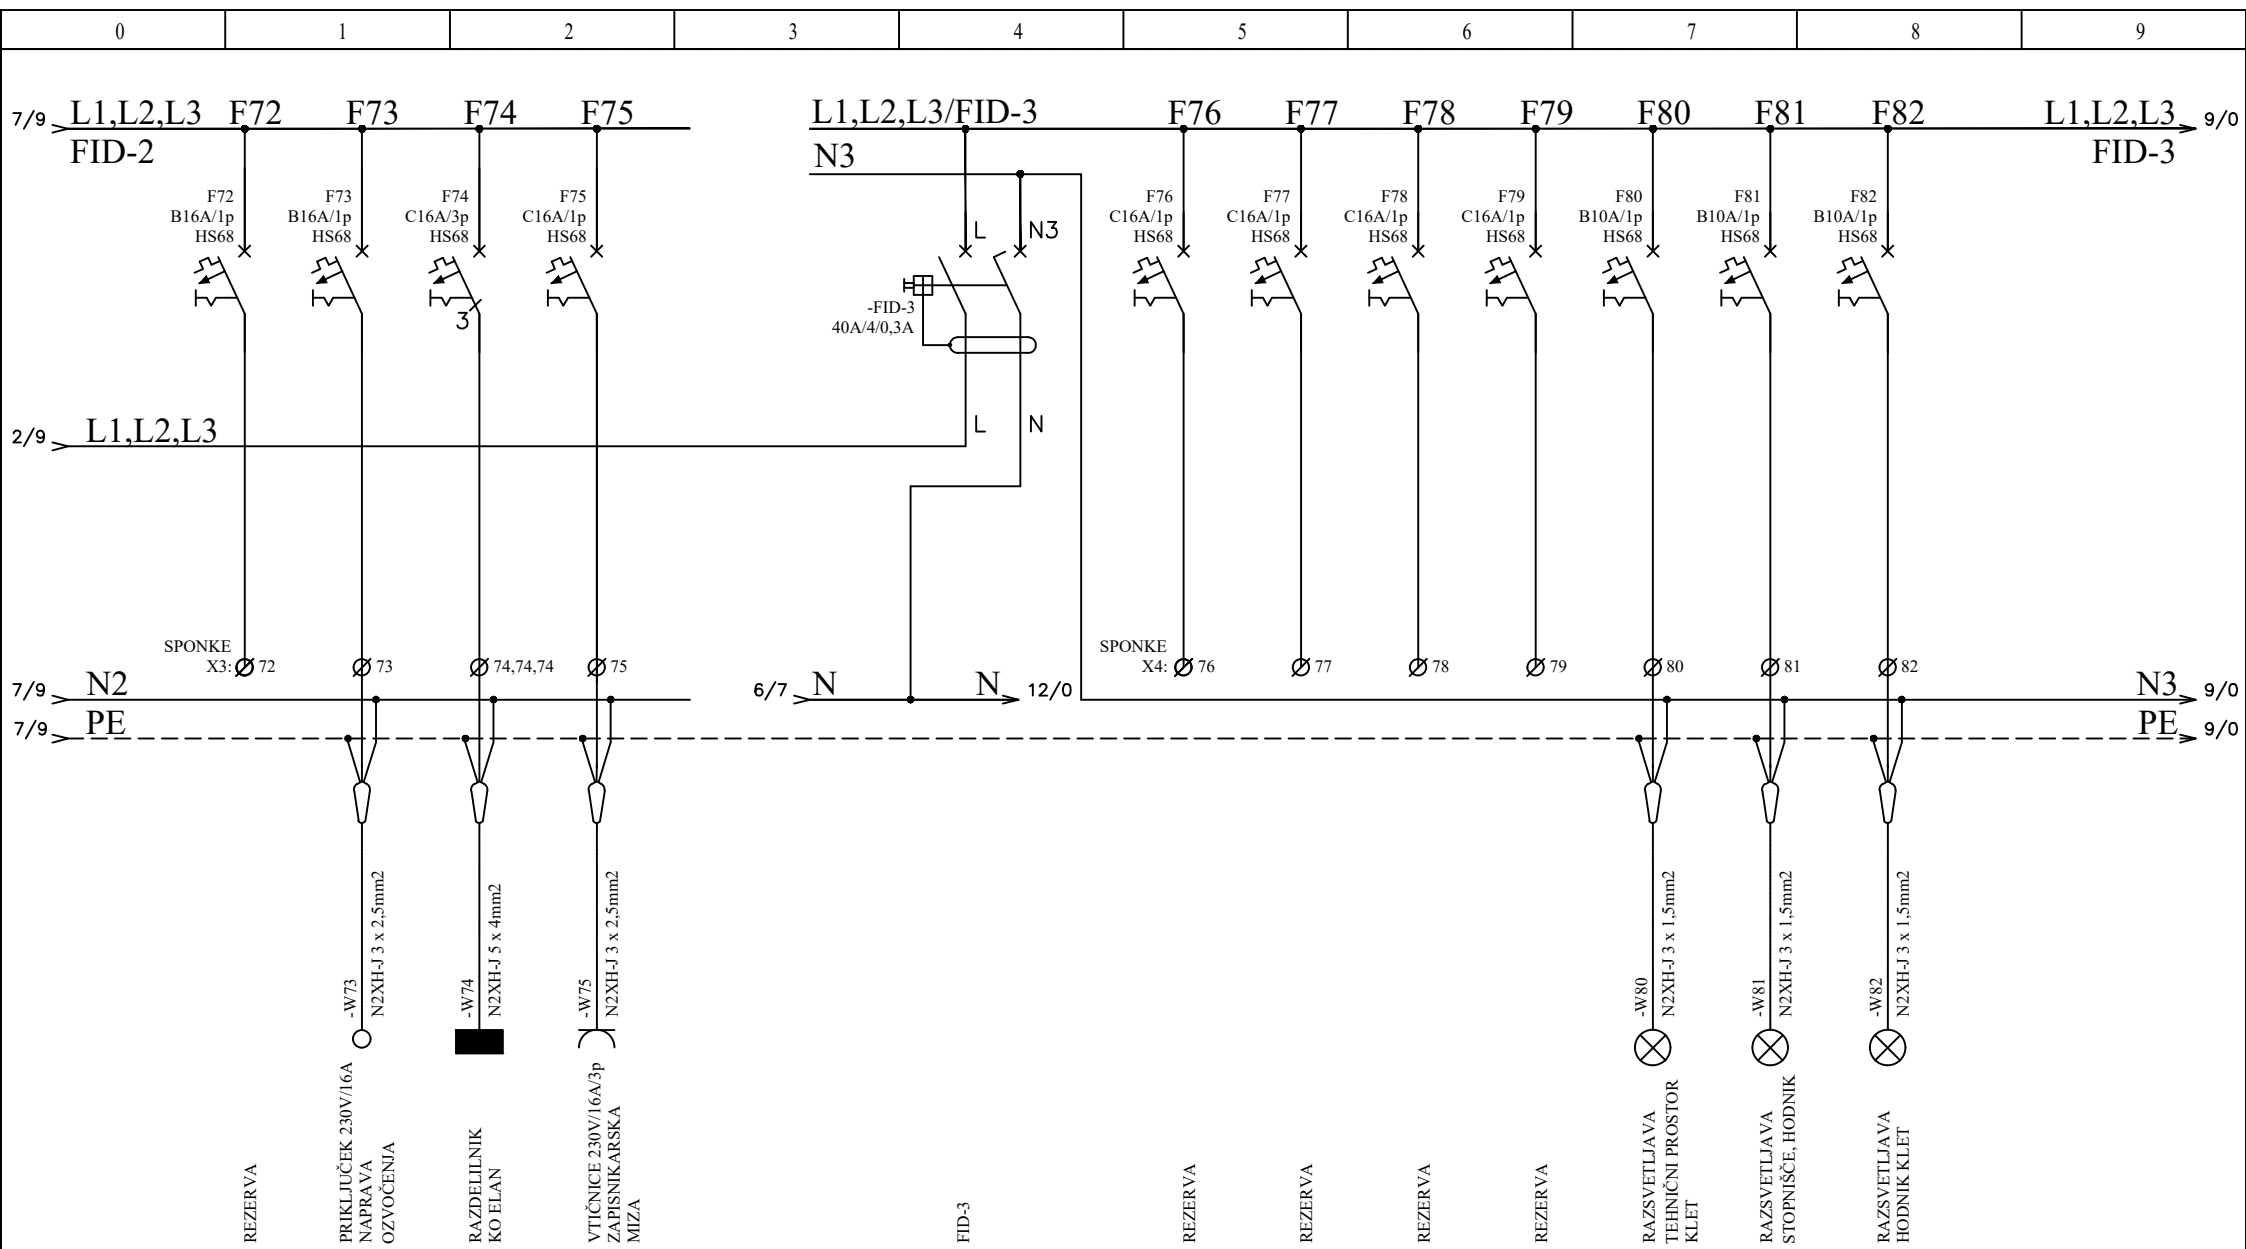 0 1 2 3 4 5 6 7 8 9
7/9 L1,L2,L3 F72 F73 F74 F75 L1,L2,L3/FID-3 F76 F77 F78 F79 F80 F81 F82 L1,L2,L3 9/0
FID-2 N3 FID-3
F72
B16A/1p
HS68
F73
B16A/1p
HS68
F74
C16A/3p
HS68
3
F75
C16A/1p
HS68
L N3
-FID-3
40A/4/0,3A
L N
F76
C16A/1p
HS68
F77
C16A/1p
HS68
F78
C16A/1p
HS68
F79
C16A/1p
HS68
F80
B10A/1p
HS68
F81
B10A/1p
HS68
F82
B10A/1p
HS68
2/9 L1,L2,L3
SPONKE
X3: 72 73 74,74,74 75
SPONKE
X4: 76 77 78 79 80 81 82
7/9 N2 6/7 N N 12/0 N3 9/0
7/9 PE PE 9/0
-W73
N2XH-J 3 x 2,5mm2
-W74
N2XH-J 5 x 4mm2
-W75
N2XH-J 3 x 2,5mm2
-W80
N2XH-J 3 x 1,5mm2
-W81
N2XH-J 3 x 1,5mm2
-W82
N2XH-J 3 x 1,5mm2
REZERVA
PRIKLJUČEK 230V/16A
NAPRAVA
OZVOČENJA
RAZDELILNIK
KO ELAN
VTIČNICE 230V/16A/3p
ZAPISNIKARSKA
MIZA
FID-3
REZERVA
REZERVA
REZERVA
REZERVA
RAZSVETLJAVA
TEHNIČNI PROSTOR
KLET
RAZSVETLJAVA
STOPNIŠČE, HODNIK
RAZSVETLJAVA
HODNIK KLET